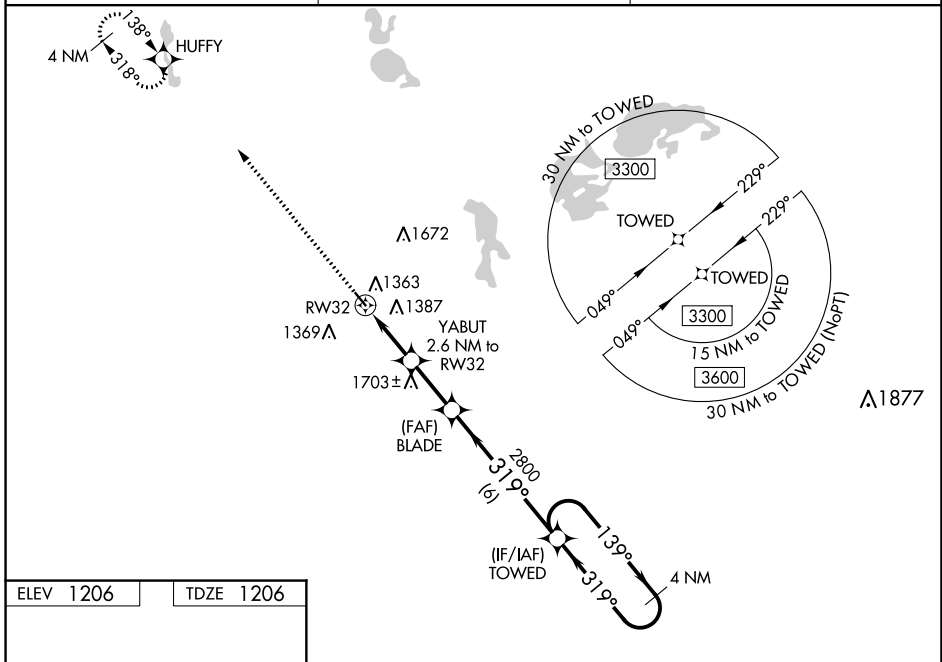 138°
HUFFY
4 NM
318°
30 NM to TOWED
3300
229°
TOWED
049°
229°
TOWED
049°
3300
15 NM to TOWED
3600
30 NM to TOWED (NoPT)
1877
1672
1363
RW32
1387
1369
YABUT
2.6 NM to
RW32
1703±
(FAF)
BLADE
2800
319°
(6)
139°
(IF/IAF)
TOWED
319°
4 NM
ELEV 1206
TDZE 1206